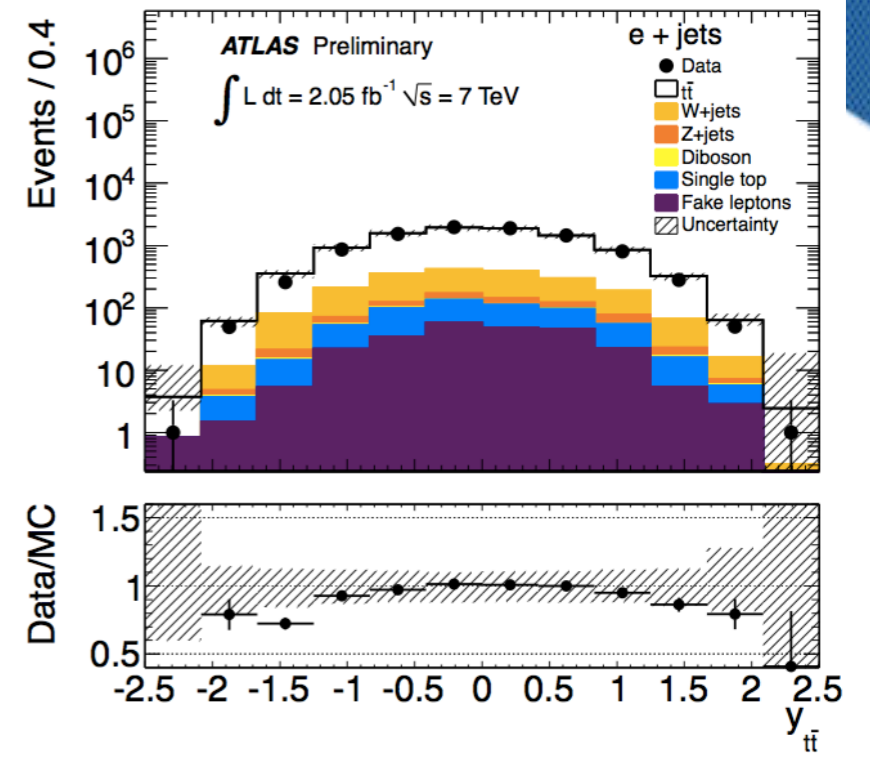 ATLAS Preliminary
∫ L dt = 2.05 fb⁻¹ √s = 7 TeV
e + jets
Data
tt̄
W+jets
Z+jets
Diboson
Single top
Fake leptons
Uncertainty
Events / 0.4
10⁶
10⁵
10⁴
10³
10²
10
1
Data/MC
1.5
1
0.5
-2.5 -2 -1.5 -1 -0.5 0 0.5 1 1.5 2 2.5
y_tt̄